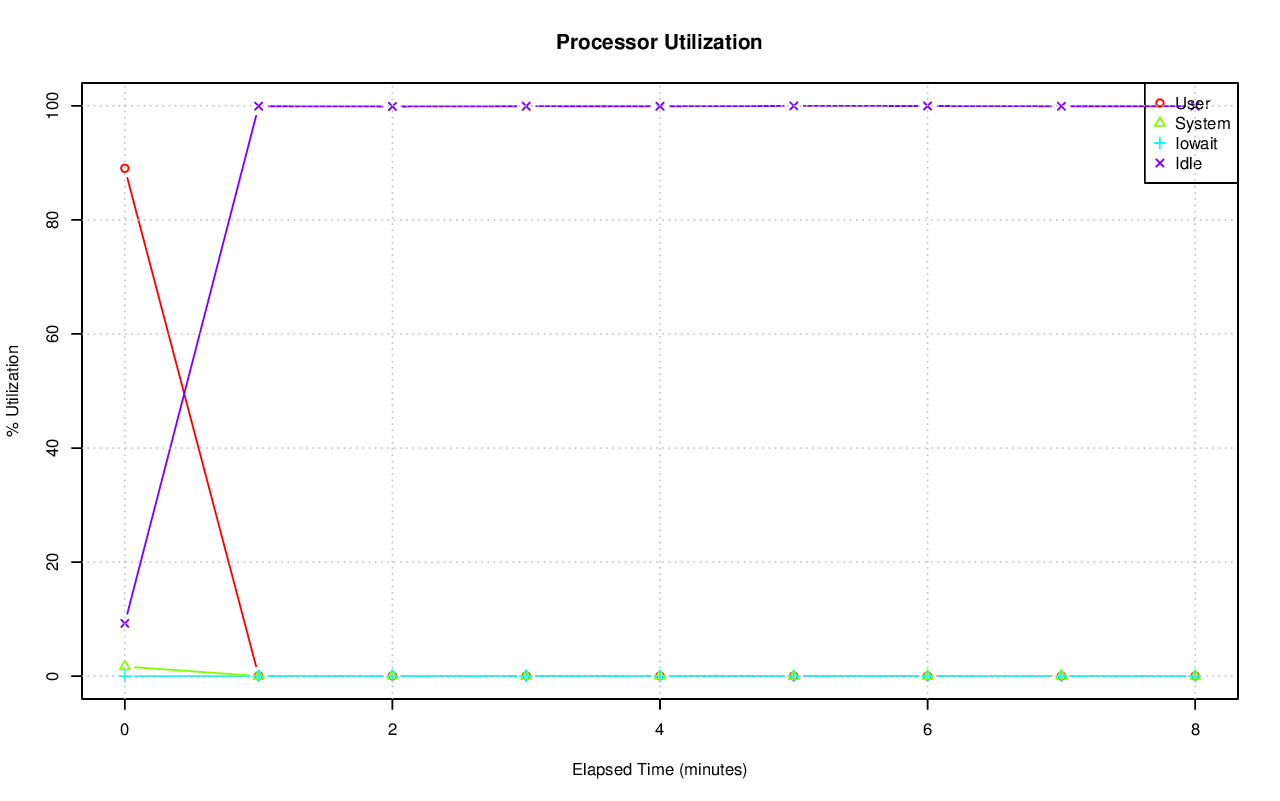 Processor Utilization
% Utilization
100
80
60
40
20
0
User
System
Iowait
Idle
0 2 4 6 8
Elapsed Time (minutes)